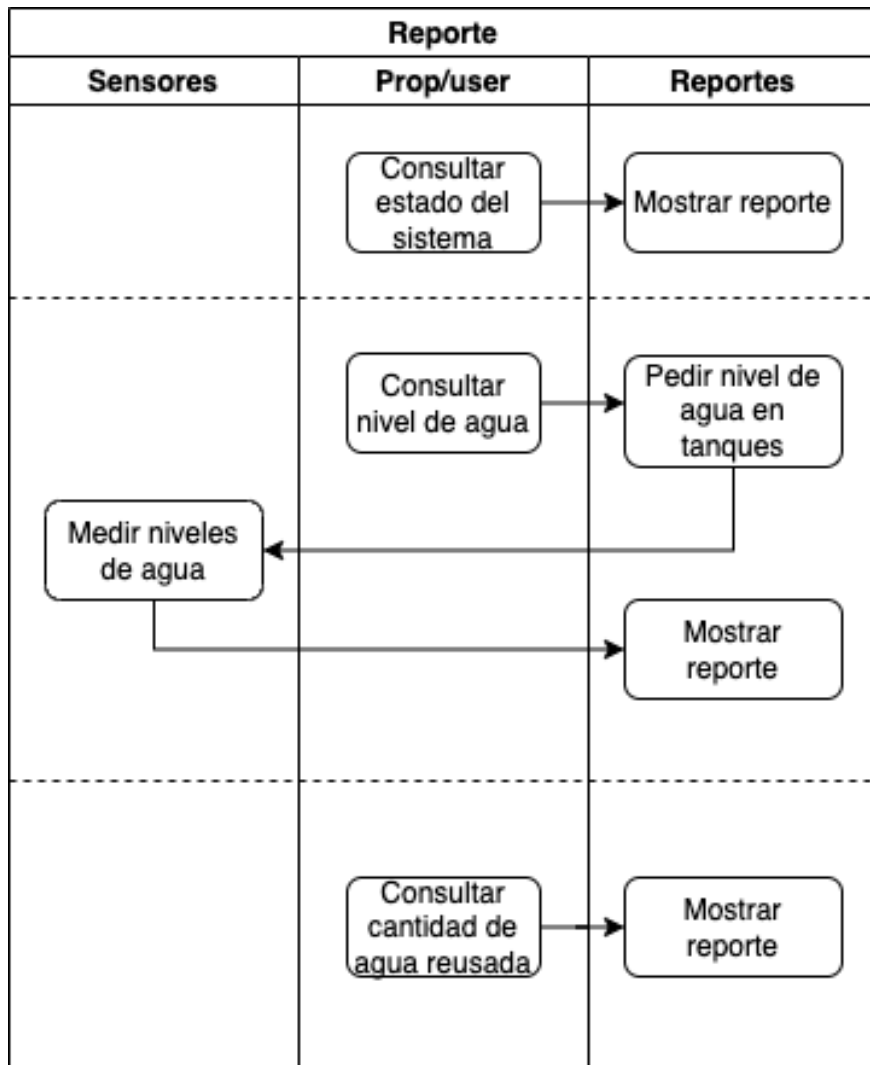 Reporte
Sensores
Prop/user
Reportes
Consultar
estado del
sistema
Mostrar reporte
Consultar
nivel de agua
Pedir nivel de
agua en
tanques
Medir niveles
de agua
Mostrar
reporte
Consultar
cantidad de
agua reusada
Mostrar
reporte